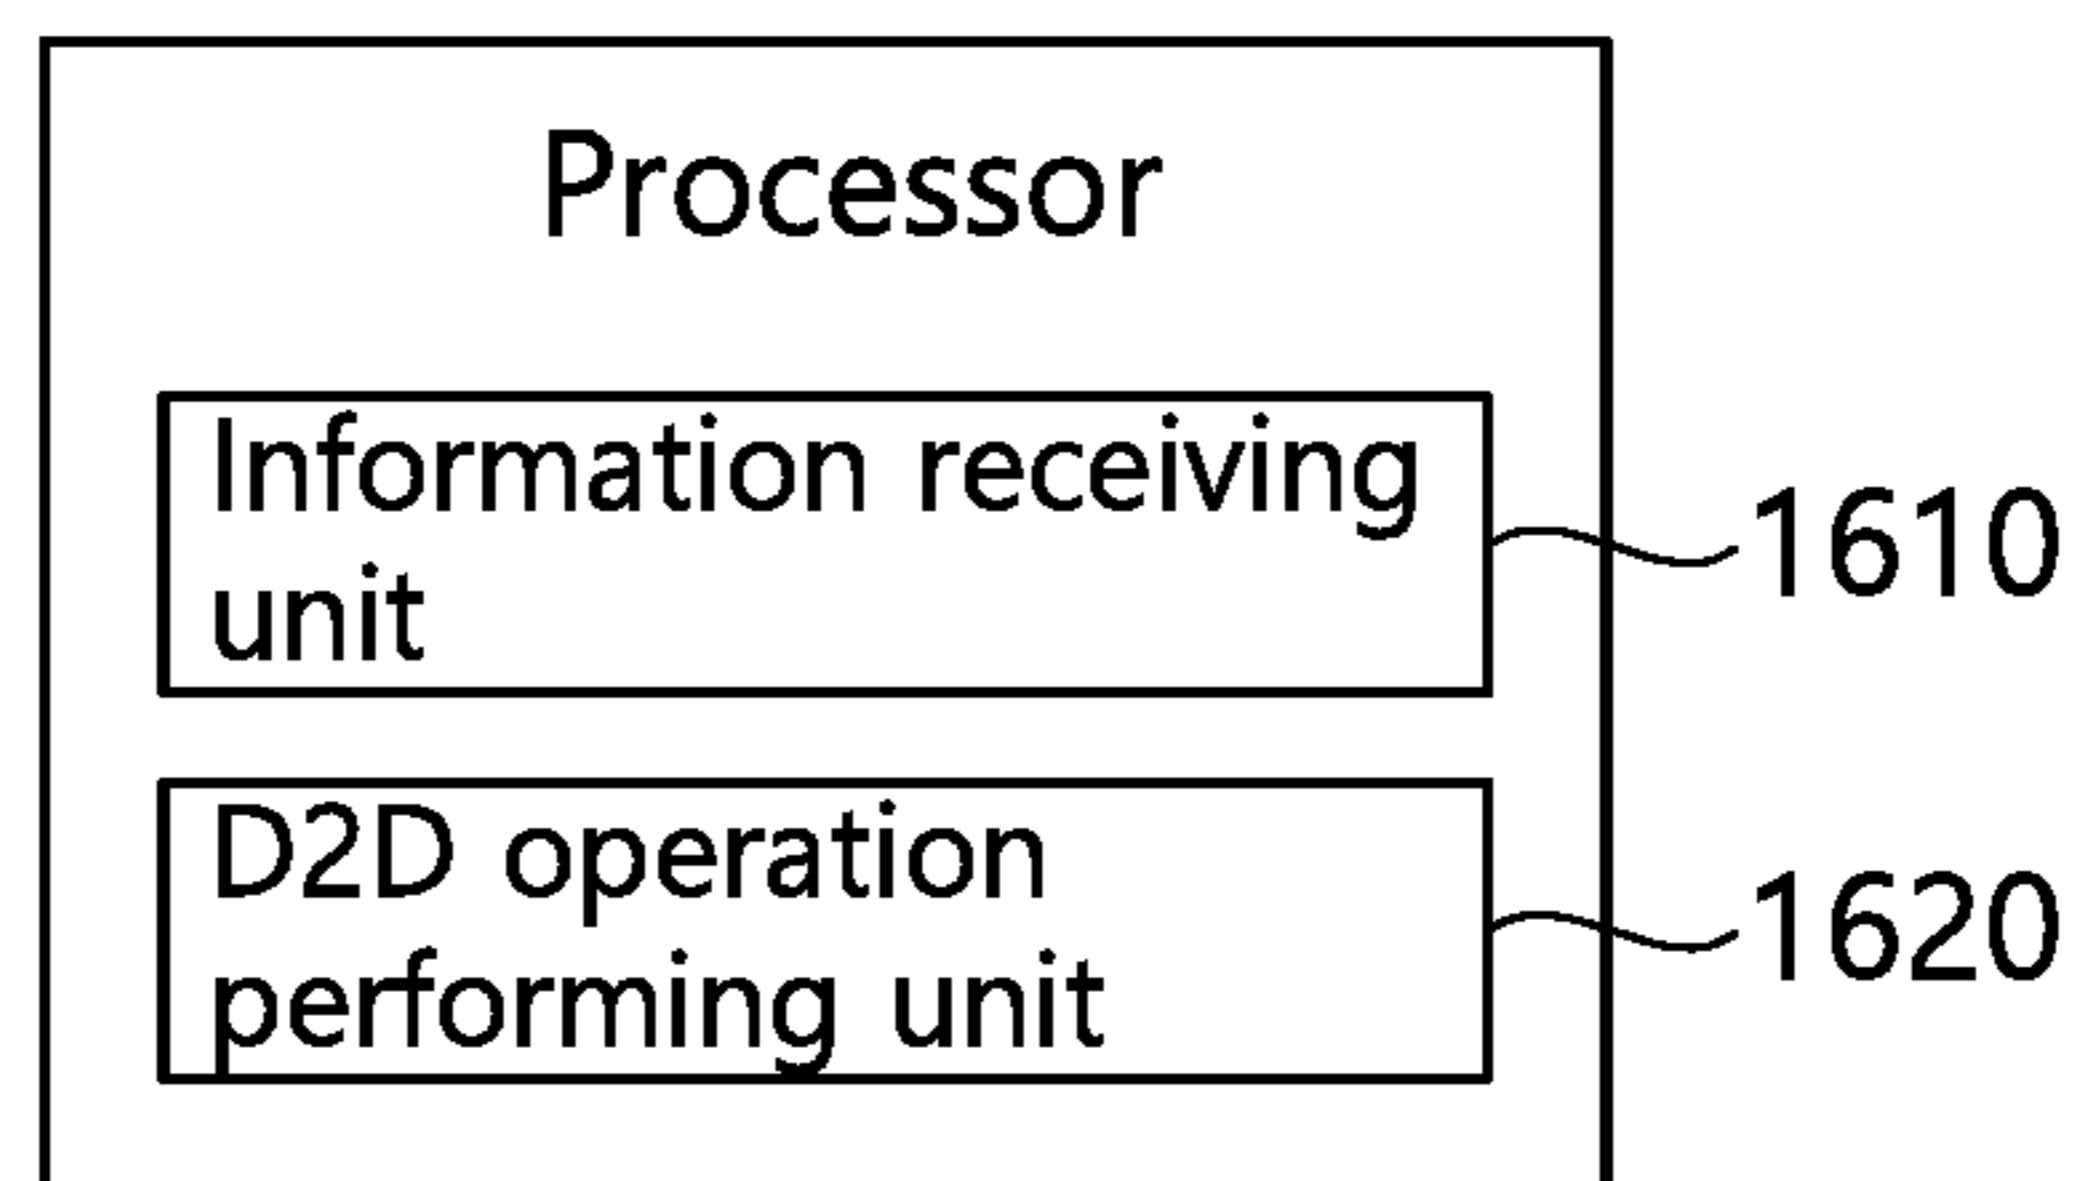 Processor
Information receiving
unit
1610
D2D operation
performing unit
1620